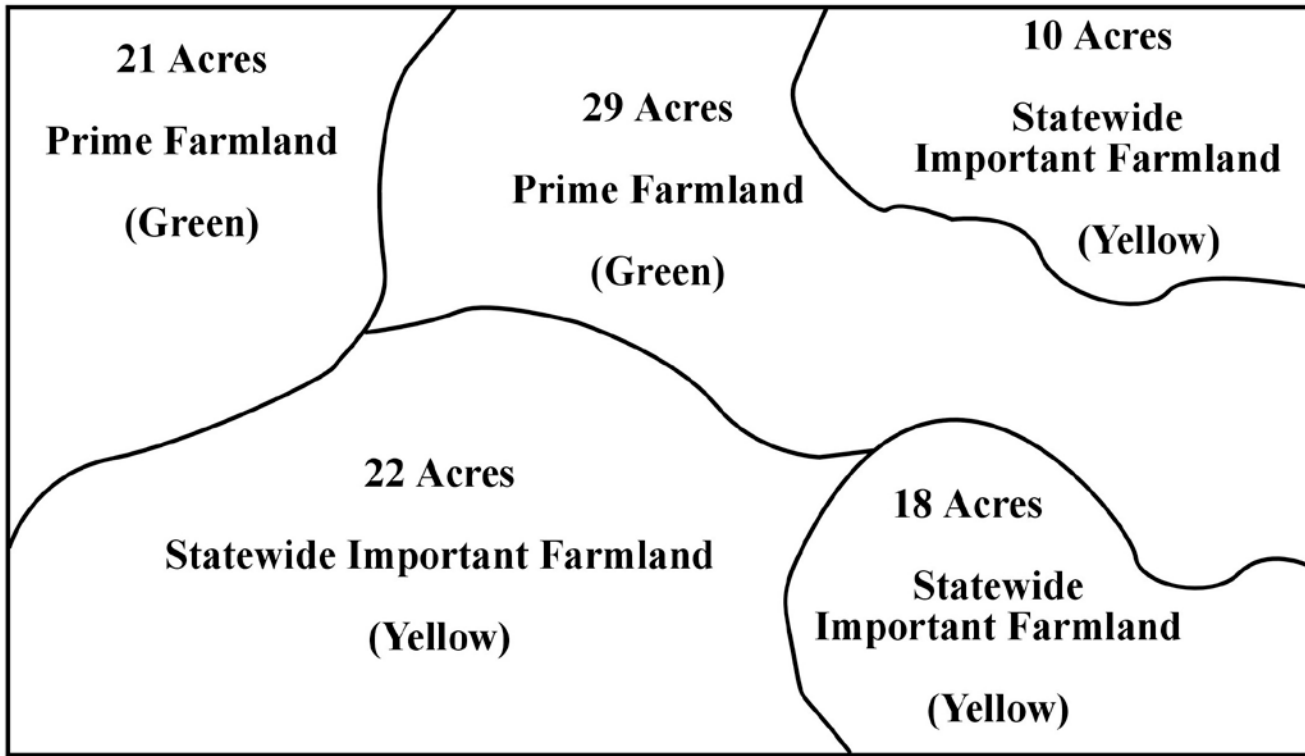 21 Acres
Prime Farmland
(Green)
29 Acres
Prime Farmland
(Green)
10 Acres
Statewide
Important Farmland
(Yellow)
22 Acres
Statewide Important Farmland
(Yellow)
18 Acres
Statewide
Important Farmland
(Yellow)